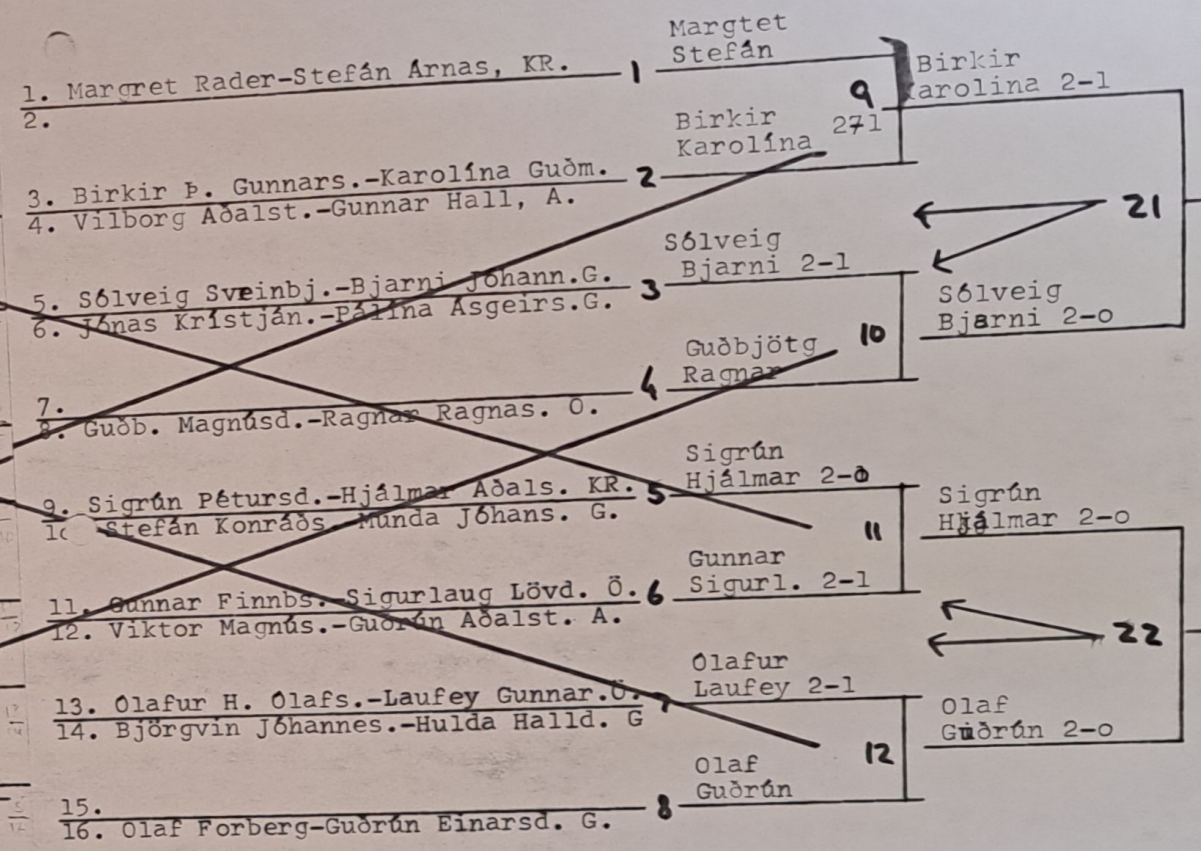 1. Margret Rader-Stefán Árnas, KR.
2.
3. Birkir Þ. Gunnars.-Karolína Guðm.
4. Vilborg Aðalst.-Gunnar Hall, A.
5. Sólveig Sveinbj.-Bjarni Jóhann.G.
6. Jónas Kristján.-Pálína Ásgeirs.G.
7.
8. Guðb. Magnúsd.-Ragnar Ragnas. Ö.
9. Sigrún Pétursd.-Hjálmar Aðals. KR.
10 Stefán Konráðs.-Munda Jóhans. G.
11. Gunnar Finnbs.-Sigurlaug Lövd. Ö.
12. Viktor Magnús.-Guðrún Aðalst. A.
13. Ólafur H. Ólafs.-Laufey Gunnar.Ö.
14. Björgvin Jóhannes.-Hulda Halld. G
15.
16. Olaf Forberg-Guðrún Einarsd. G.
1
2
3
4
5
6
7
8
Margtet
Stefán
Birkir
Karolína 271
Sólveig
Bjarni 2-1
Guðbjötg
Ragnar
Sigrún
Hjálmar 2-0
Gunnar
Sigurl. 2-1
Ólafur
Laufey 2-1
Olaf
Guðrún
9
10
11
12
Birkir
Karolina 2-1
Sólveig
Bjarni 2-0
Sigrún
Hjálmar 2-0
Olaf
Guðrún 2-0
21
22